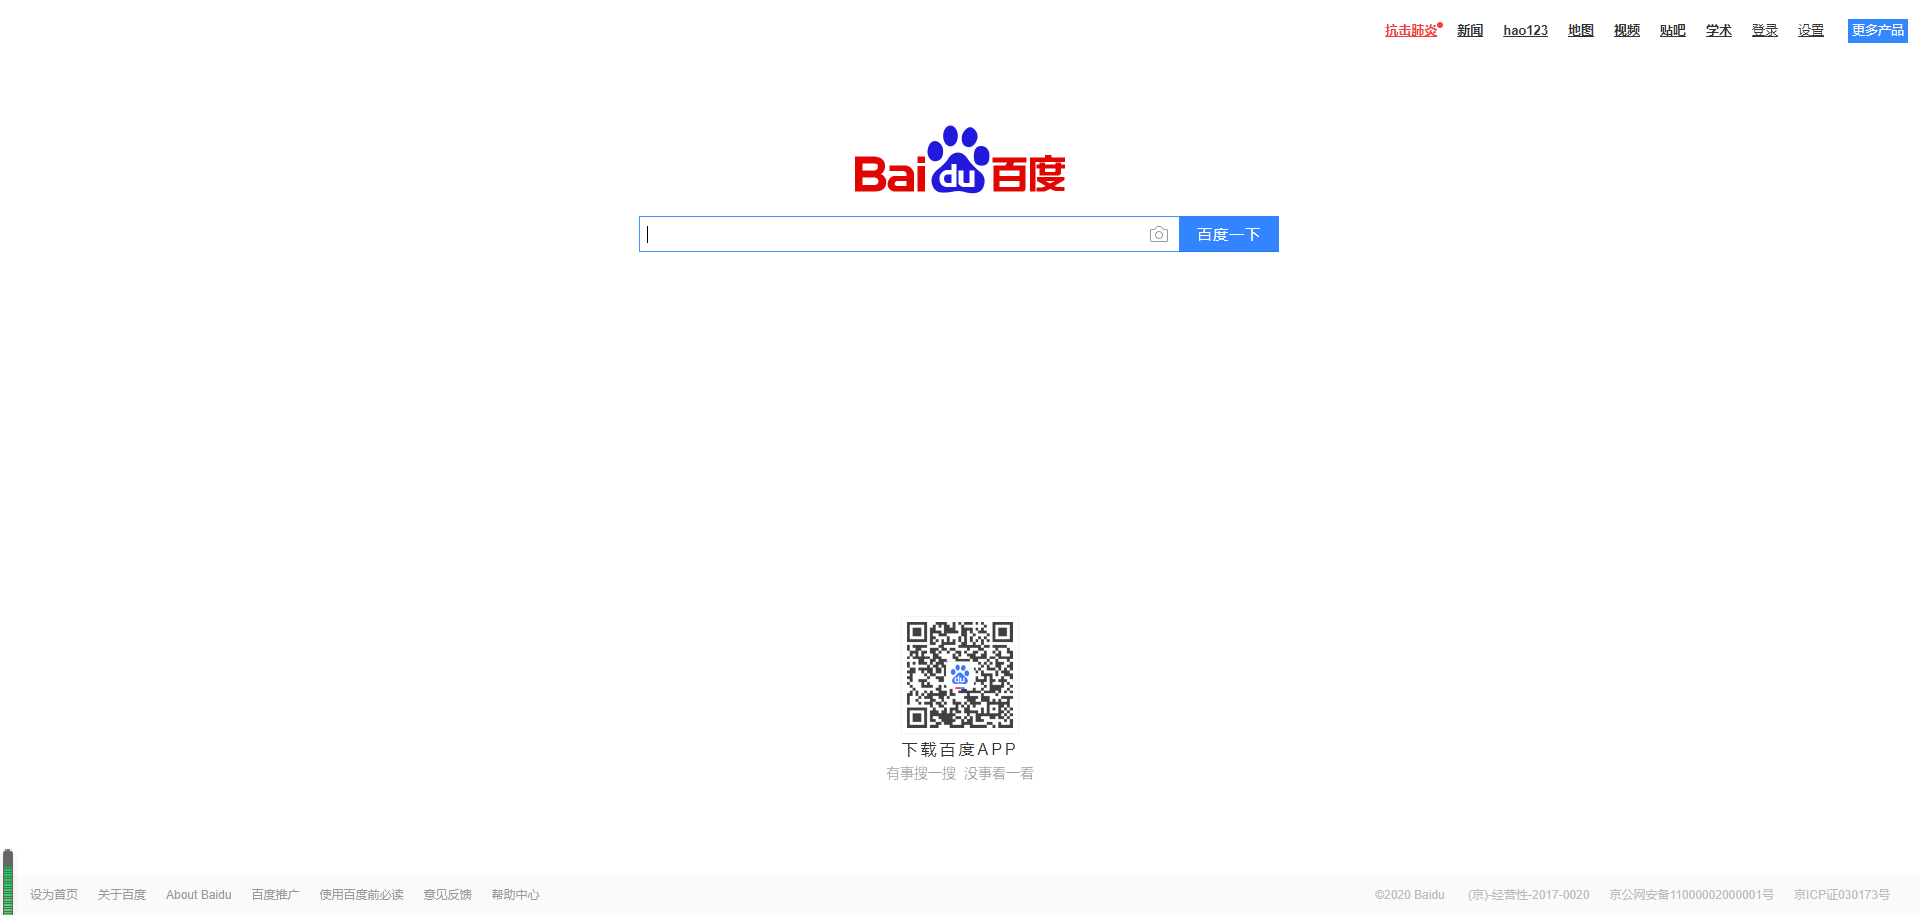 抗击肺炎 新闻 hao123 地图 视频 贴吧 学术 登录 设置 更多产品
Bai du 百度
百度一下
du
下载百度APP
有事搜一搜 没事看一看
设为首页 关于百度 About Baidu 百度推广 使用百度前必读 意见反馈 帮助中心 ©2020 Baidu (京)-经营性-2017-0020 京公网安备11000002000001号 京ICP证030173号